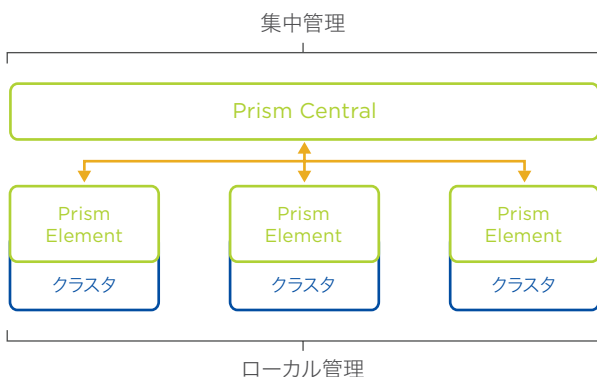 集中管理
Prism Central
Prism
Element
Prism
Element
Prism
Element
クラスタ
クラスタ
クラスタ
ローカル管理